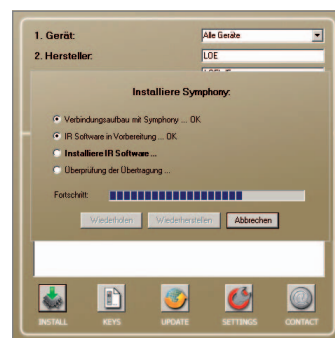 1. Gerät:
Alle Geräte
2. Hersteller:
LOE
Installiere Symphony:
Verbindungsaufbau mit Symphony ... OK
IR Software in Vorbereitung ... OK
Installiere IR Software ...
Überprüfung der Übertragung ...
Fortschritt:
Wiederholen
Wiederherstellen
Abbrechen
INSTALL
KEYS
UPDATE
SETTINGS
CONTACT